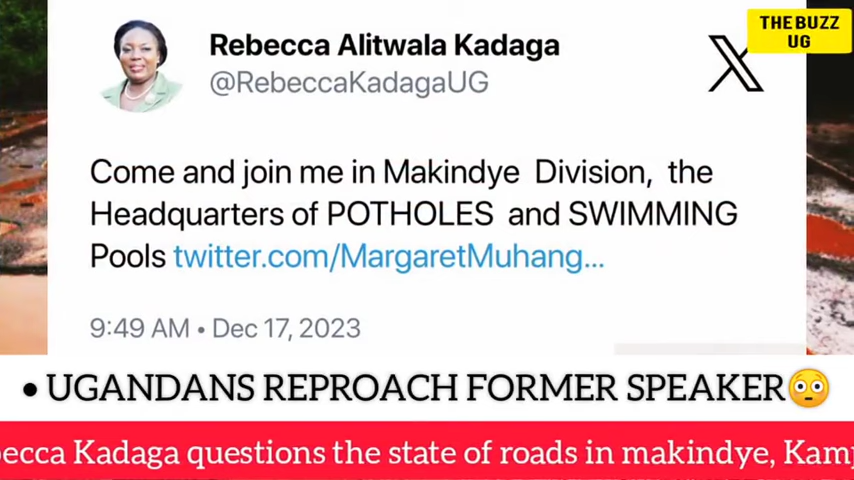 THE BUZZ
UG
Rebecca Alitwala Kadaga
@RebeccaKadagaUG
Come and join me in Makindye Division, the
Headquarters of POTHOLES and SWIMMING
Pools twitter.com/MargaretMuhang...
9:49 AM • Dec 17, 2023
• UGANDANS REPROACH FORMER SPEAKER😳
ecca Kadaga questions the state of roads in makindye, Kamp